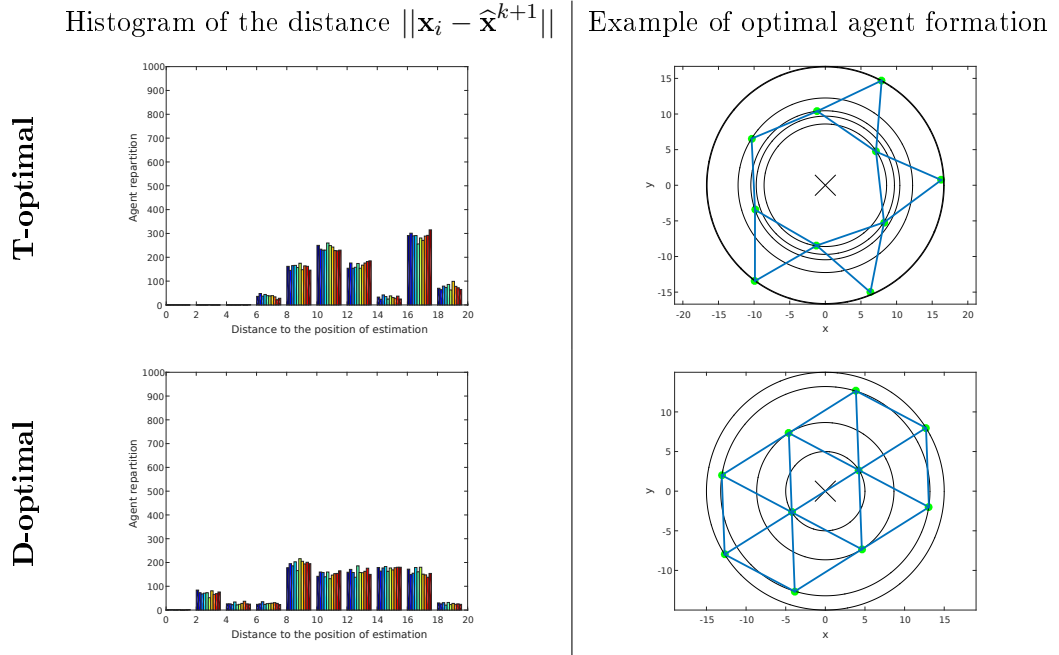 Histogram of the distance ||𝐱ᵢ − 𝐱̂ᵏ⁺¹||
Example of optimal agent formation
T-optimal
Agent repartition
1000
900
800
700
600
500
400
300
200
100
0
0 2 4 6 8 10 12 14 16 18 20
Distance to the position of estimation
y
15
10
5
0
-5
-10
-15
-20 -15 -10 -5 0 5 10 15 20
x
D-optimal
Agent repartition
1000
900
800
700
600
500
400
300
200
100
0
0 2 4 6 8 10 12 14 16 18 20
Distance to the position of estimation
y
10
5
0
-5
-10
-15 -10 -5 0 5 10 15
x